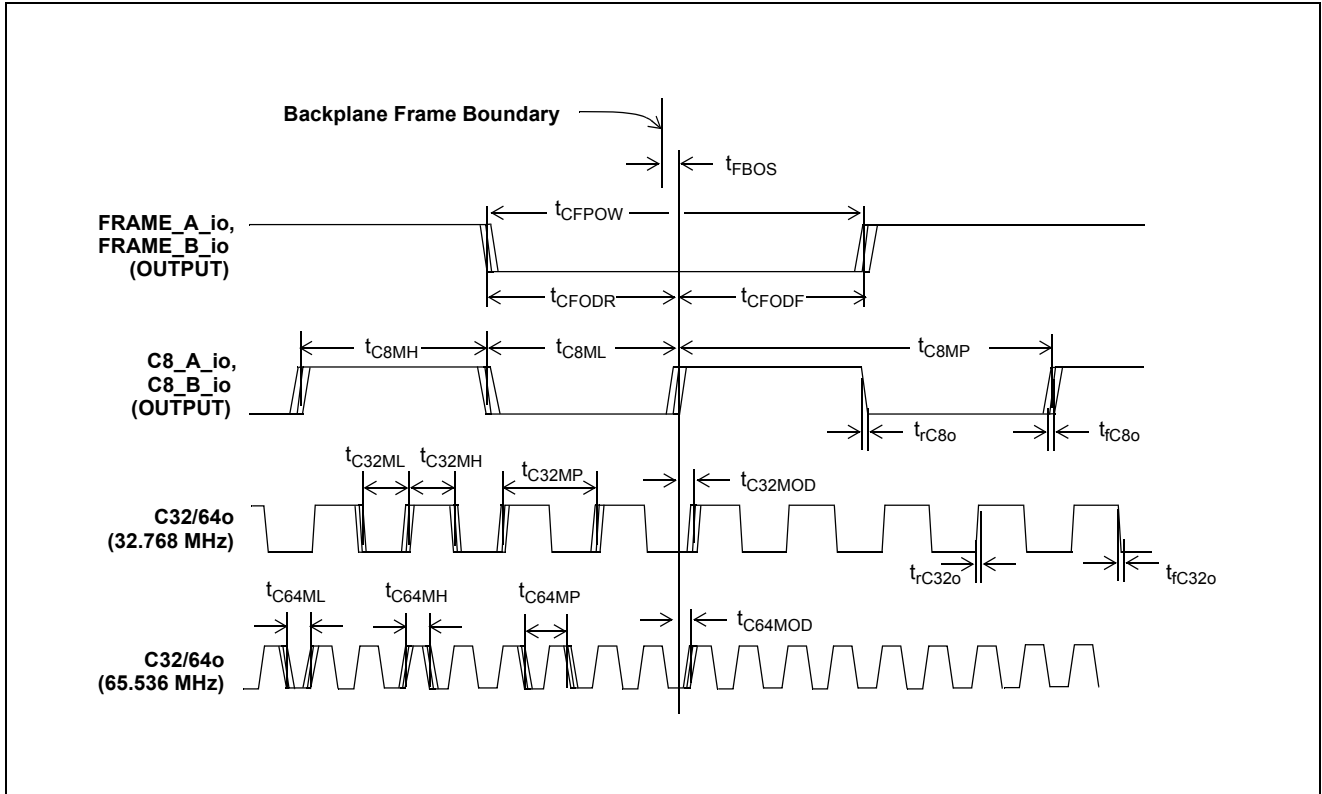 Backplane Frame Boundary
tFBOS
tCFPOW
FRAME_A_io,
FRAME_B_io
(OUTPUT)
tCFODR
tCFODF
tC8MH
tC8ML
tC8MP
C8_A_io,
C8_B_io
(OUTPUT)
trC8o
tfC8o
tC32ML
tC32MH
tC32MP
tC32MOD
C32/64o
(32.768 MHz)
trC32o
tfC32o
tC64ML
tC64MH
tC64MP
tC64MOD
C32/64o
(65.536 MHz)